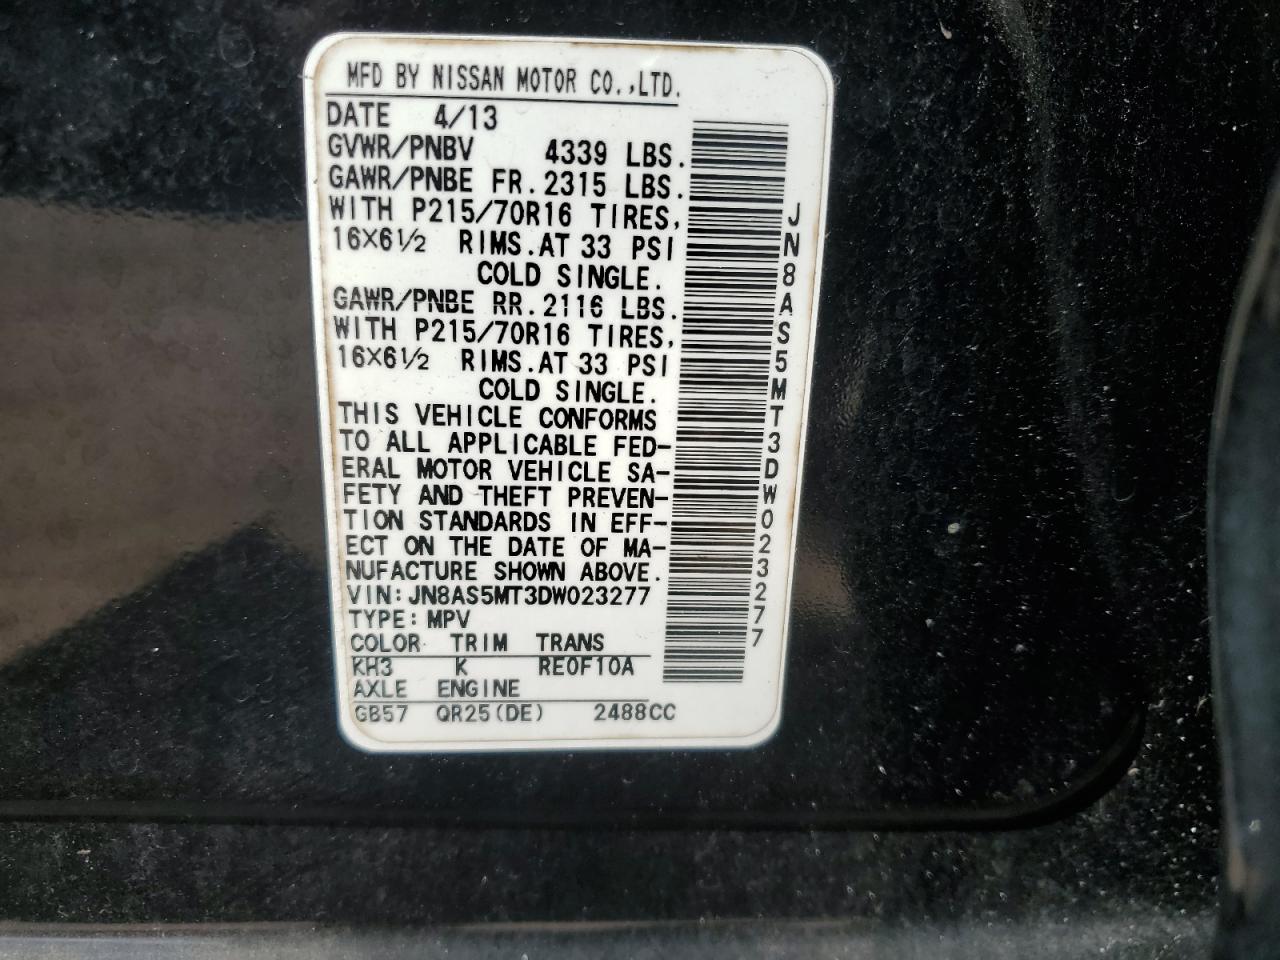 MFD BY NISSAN MOTOR CO.,LTD.
DATE 4/13
GVWR/PNBV 4339 LBS.
GAWR/PNBE FR.2315 LBS.
WITH P215/70R16 TIRES,
16×6½ RIMS.AT 33 PSI
COLD SINGLE.
GAWR/PNBE RR.2116 LBS.
WITH P215/70R16 TIRES,
16×6½ RIMS.AT 33 PSI
COLD SINGLE.
THIS VEHICLE CONFORMS
TO ALL APPLICABLE FED-
ERAL MOTOR VEHICLE SA-
FETY AND THEFT PREVEN-
TION STANDARDS IN EFF-
ECT ON THE DATE OF MA-
NUFACTURE SHOWN ABOVE.
VIN: JN8AS5MT3DW023277
TYPE: MPV
COLOR TRIM TRANS
KH3 K RE0F10A
AXLE ENGINE
GB57 QR25(DE) 2488CC
JN8AS5MT3DW023277